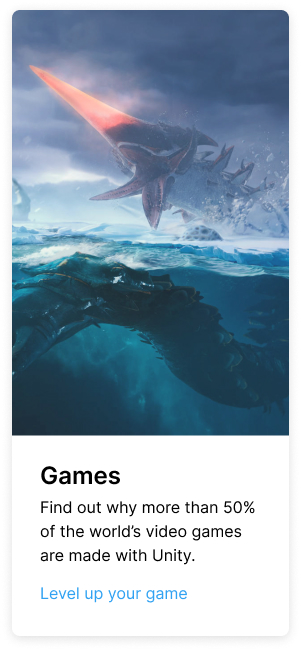 Games
Find out why more than 50%
of the world’s video games
are made with Unity.
Level up your game